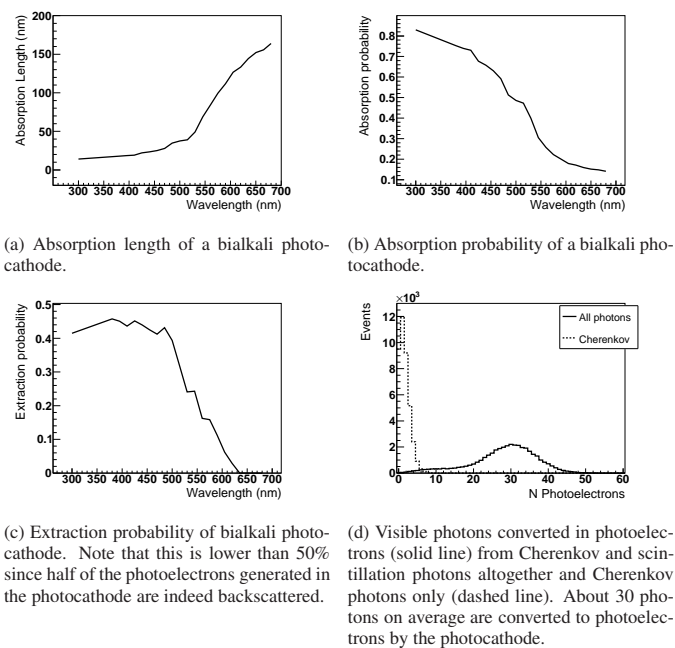 200
150
100
50
0
Absorption Length (nm)
300 350 400 450 500 550 600 650 700
Wavelength (nm)
0.8
0.7
0.6
0.5
0.4
0.3
0.2
0.1
Absorption probability
300 350 400 450 500 550 600 650 700
Wavelength (nm)
(a) Absorption length of a bialkali photo-
cathode.
(b) Absorption probability of a bialkali pho-
tocathode.
0.5
0.4
0.3
0.2
0.1
0
Extraction probability
300 350 400 450 500 550 600 650 700
Wavelength (nm)
×10³
12
10
8
6
4
2
0
Events
All photons
Cherenkov
0 10 20 30 40 50 60
N Photoelectrons
(c) Extraction probability of bialkali photo-
cathode. Note that this is lower than 50%
since half of the photoelectrons generated in
the photocathode are indeed backscattered.
(d) Visible photons converted in photoelec-
trons (solid line) from Cherenkov and scin-
tillation photons altogether and Cherenkov
photons only (dashed line). About 30 pho-
tons on average are converted to photoelec-
trons by the photocathode.